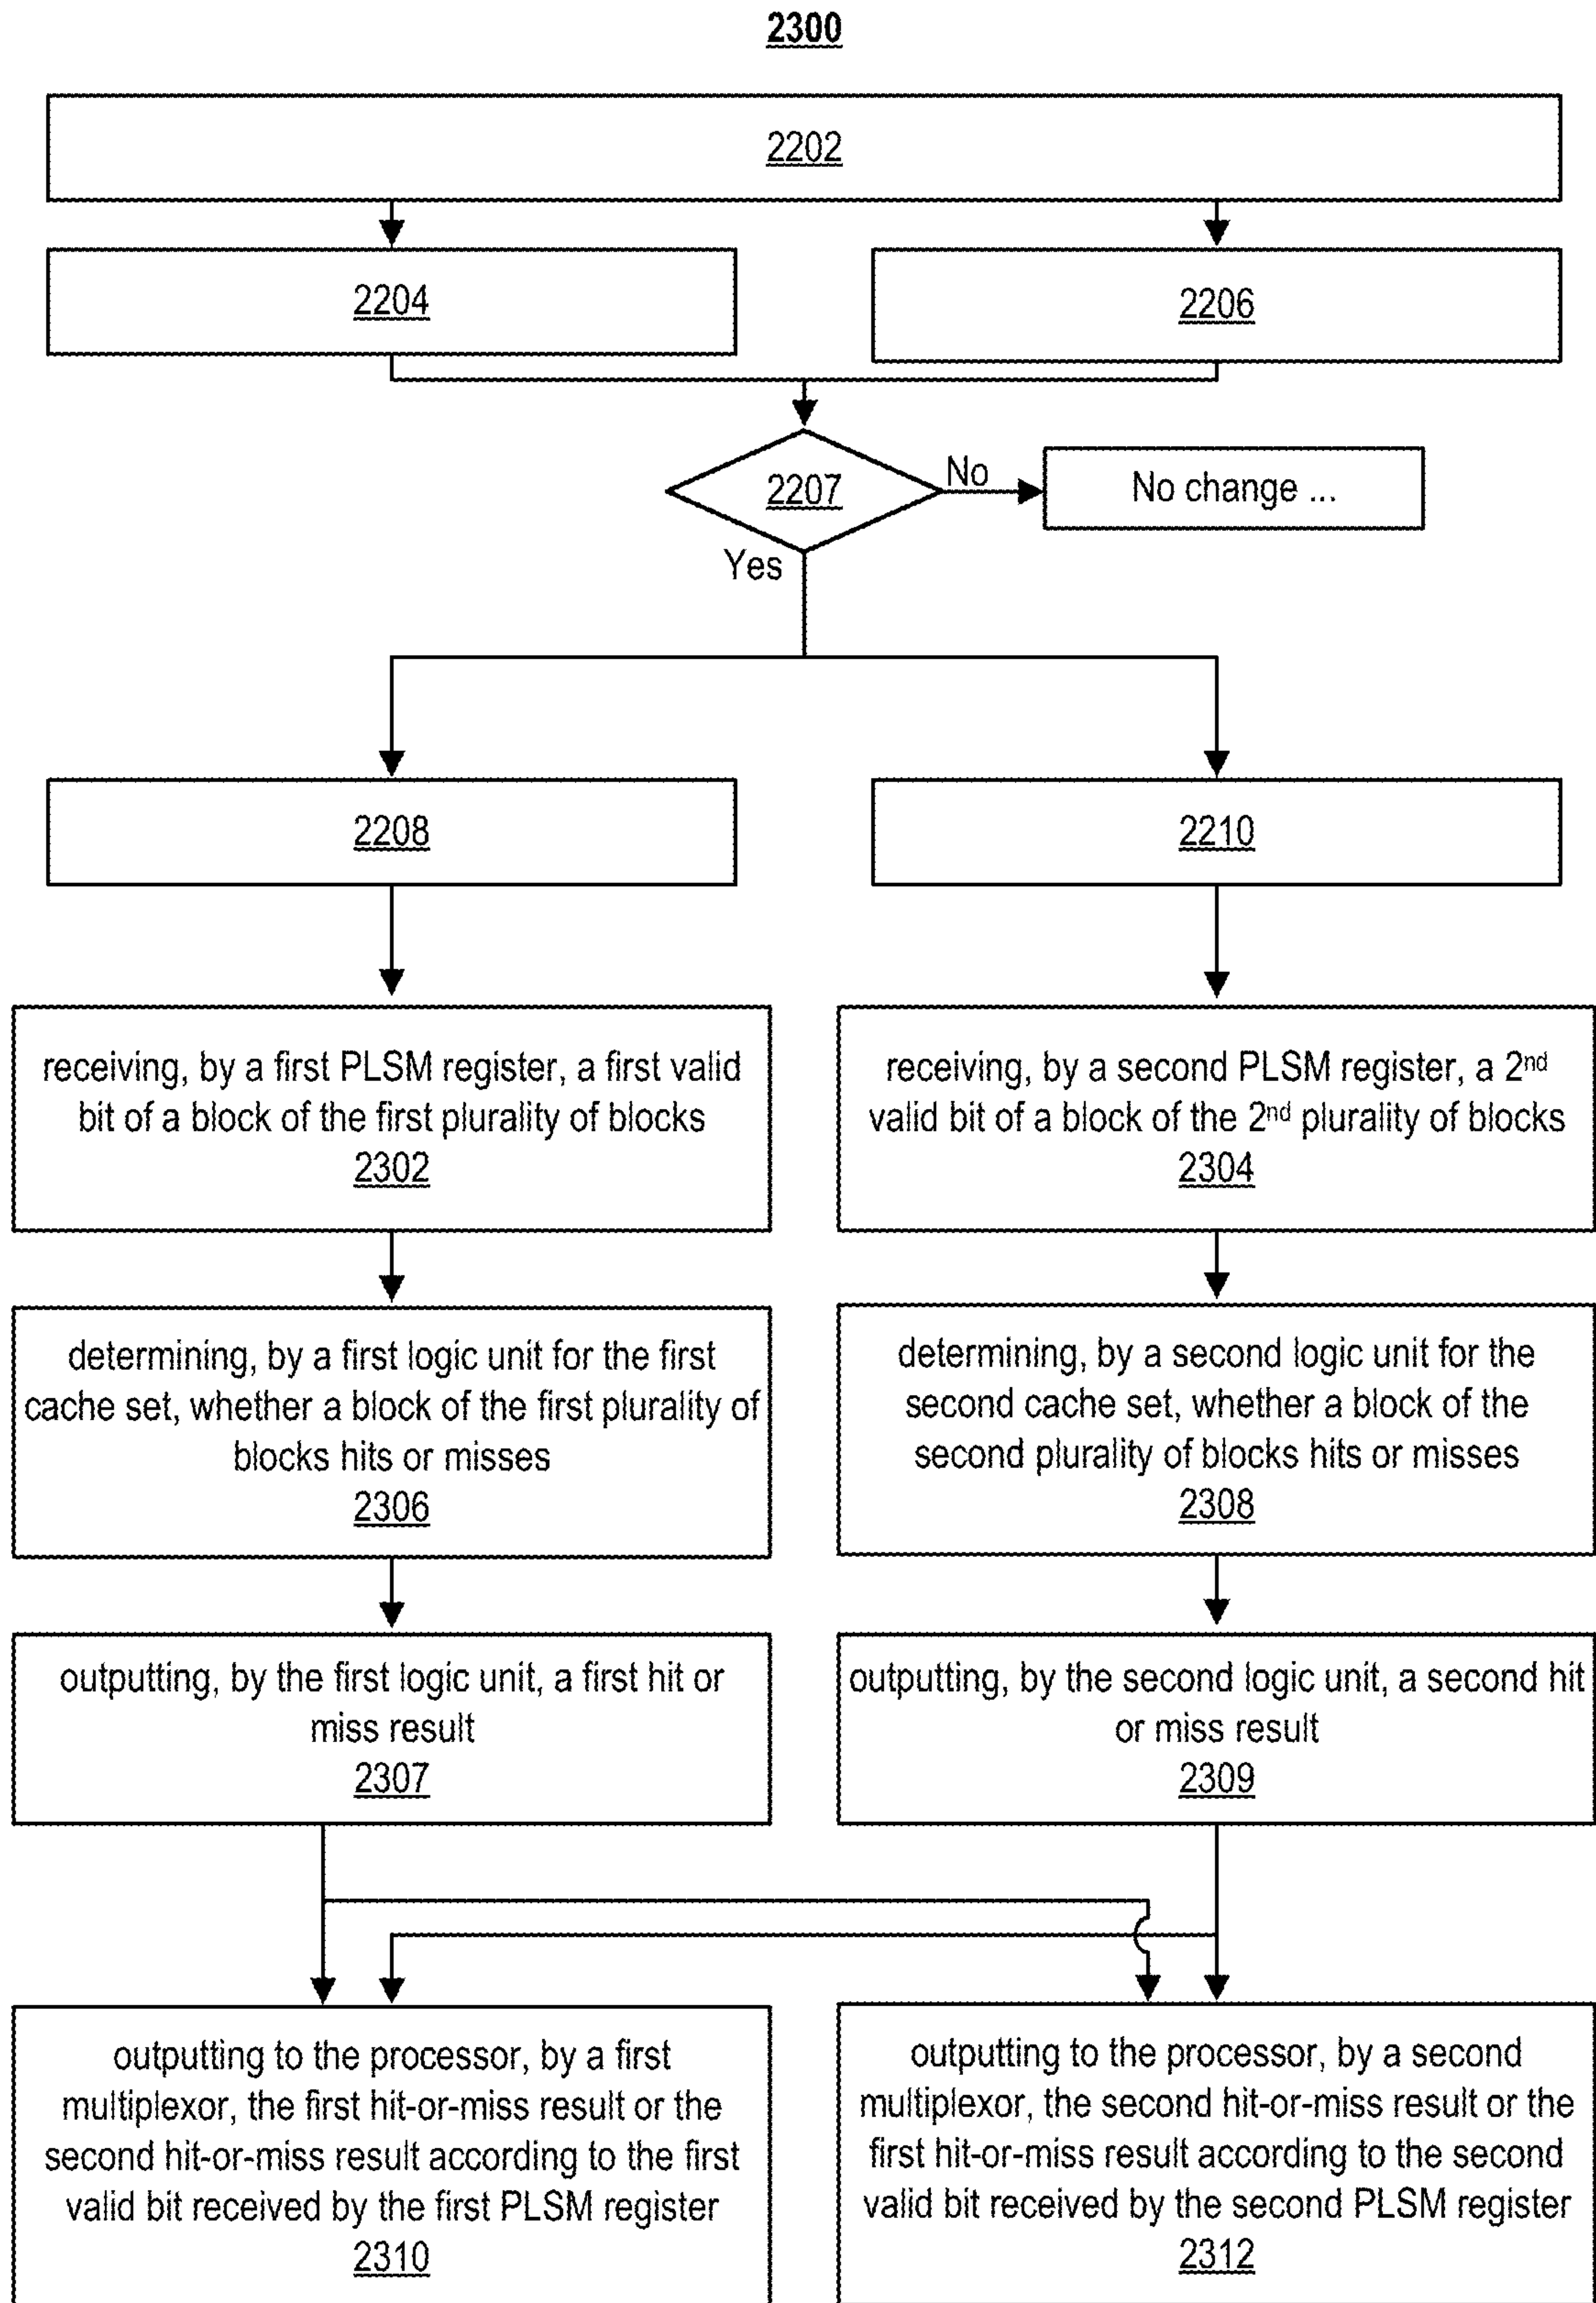 2300
2202
2204
2206
2207
No
No change ...
Yes
2208
2210
receiving, by a first PLSM register, a first valid
bit of a block of the first plurality of blocks
2302
receiving, by a second PLSM register, a 2nd
valid bit of a block of the 2nd plurality of blocks
2304
determining, by a first logic unit for the first
cache set, whether a block of the first plurality of
blocks hits or misses
2306
determining, by a second logic unit for the
second cache set, whether a block of the
second plurality of blocks hits or misses
2308
outputting, by the first logic unit, a first hit or
miss result
2307
outputting, by the second logic unit, a second hit
or miss result
2309
outputting to the processor, by a first
multiplexor, the first hit-or-miss result or the
second hit-or-miss result according to the first
valid bit received by the first PLSM register
2310
outputting to the processor, by a second
multiplexor, the second hit-or-miss result or the
first hit-or-miss result according to the second
valid bit received by the second PLSM register
2312